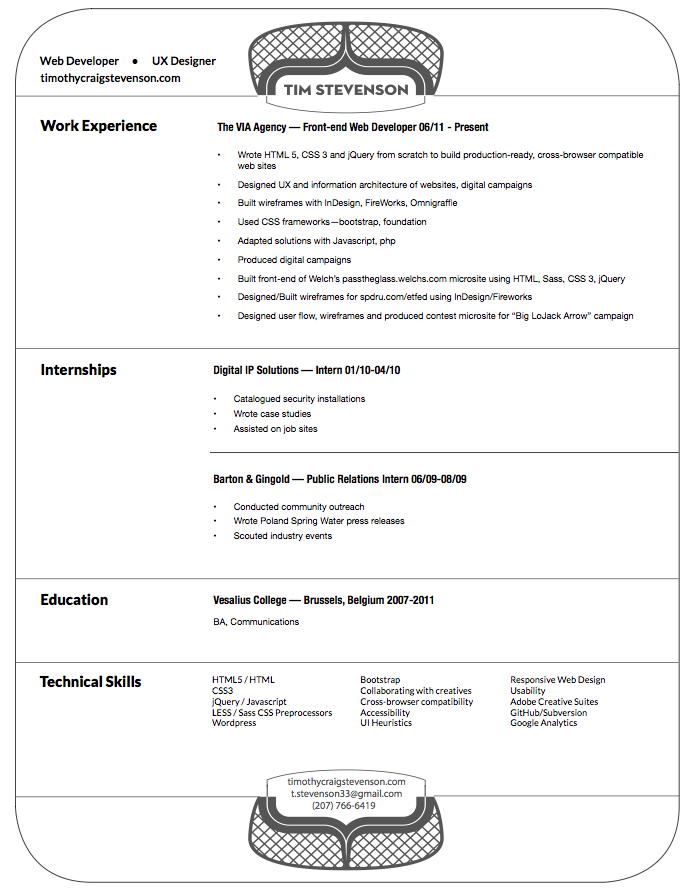 Web Developer ● UX Designer
timothycraigstevenson.com
TIM STEVENSON
Work Experience
The VIA Agency — Front-end Web Developer 06/11 - Present
• Wrote HTML 5, CSS 3 and jQuery from scratch to build production-ready, cross-browser compatible
web sites
• Designed UX and information architecture of websites, digital campaigns
• Built wireframes with InDesign, FireWorks, Omnigraffle
• Used CSS frameworks—bootstrap, foundation
• Adapted solutions with Javascript, php
• Produced digital campaigns
• Built front-end of Welch's passtheglass.welchs.com microsite using HTML, Sass, CSS 3, jQuery
• Designed/Built wireframes for spdru.com/etfed using InDesign/Fireworks
• Designed user flow, wireframes and produced contest microsite for "Big LoJack Arrow" campaign
Internships
Digital IP Solutions — Intern 01/10-04/10
• Catalogued security installations
• Wrote case studies
• Assisted on job sites
Barton & Gingold — Public Relations Intern 06/09-08/09
• Conducted community outreach
• Wrote Poland Spring Water press releases
• Scouted industry events
Education
Vesalius College — Brussels, Belgium 2007-2011
BA, Communications
Technical Skills
HTML5 / HTML
CSS3
jQuery / Javascript
LESS / Sass CSS Preprocessors
Wordpress
Bootstrap
Collaborating with creatives
Cross-browser compatibility
Accessibility
UI Heuristics
Responsive Web Design
Usability
Adobe Creative Suites
GitHub/Subversion
Google Analytics
timothycraigstevenson.com
t.stevenson33@gmail.com
(207) 766-6419